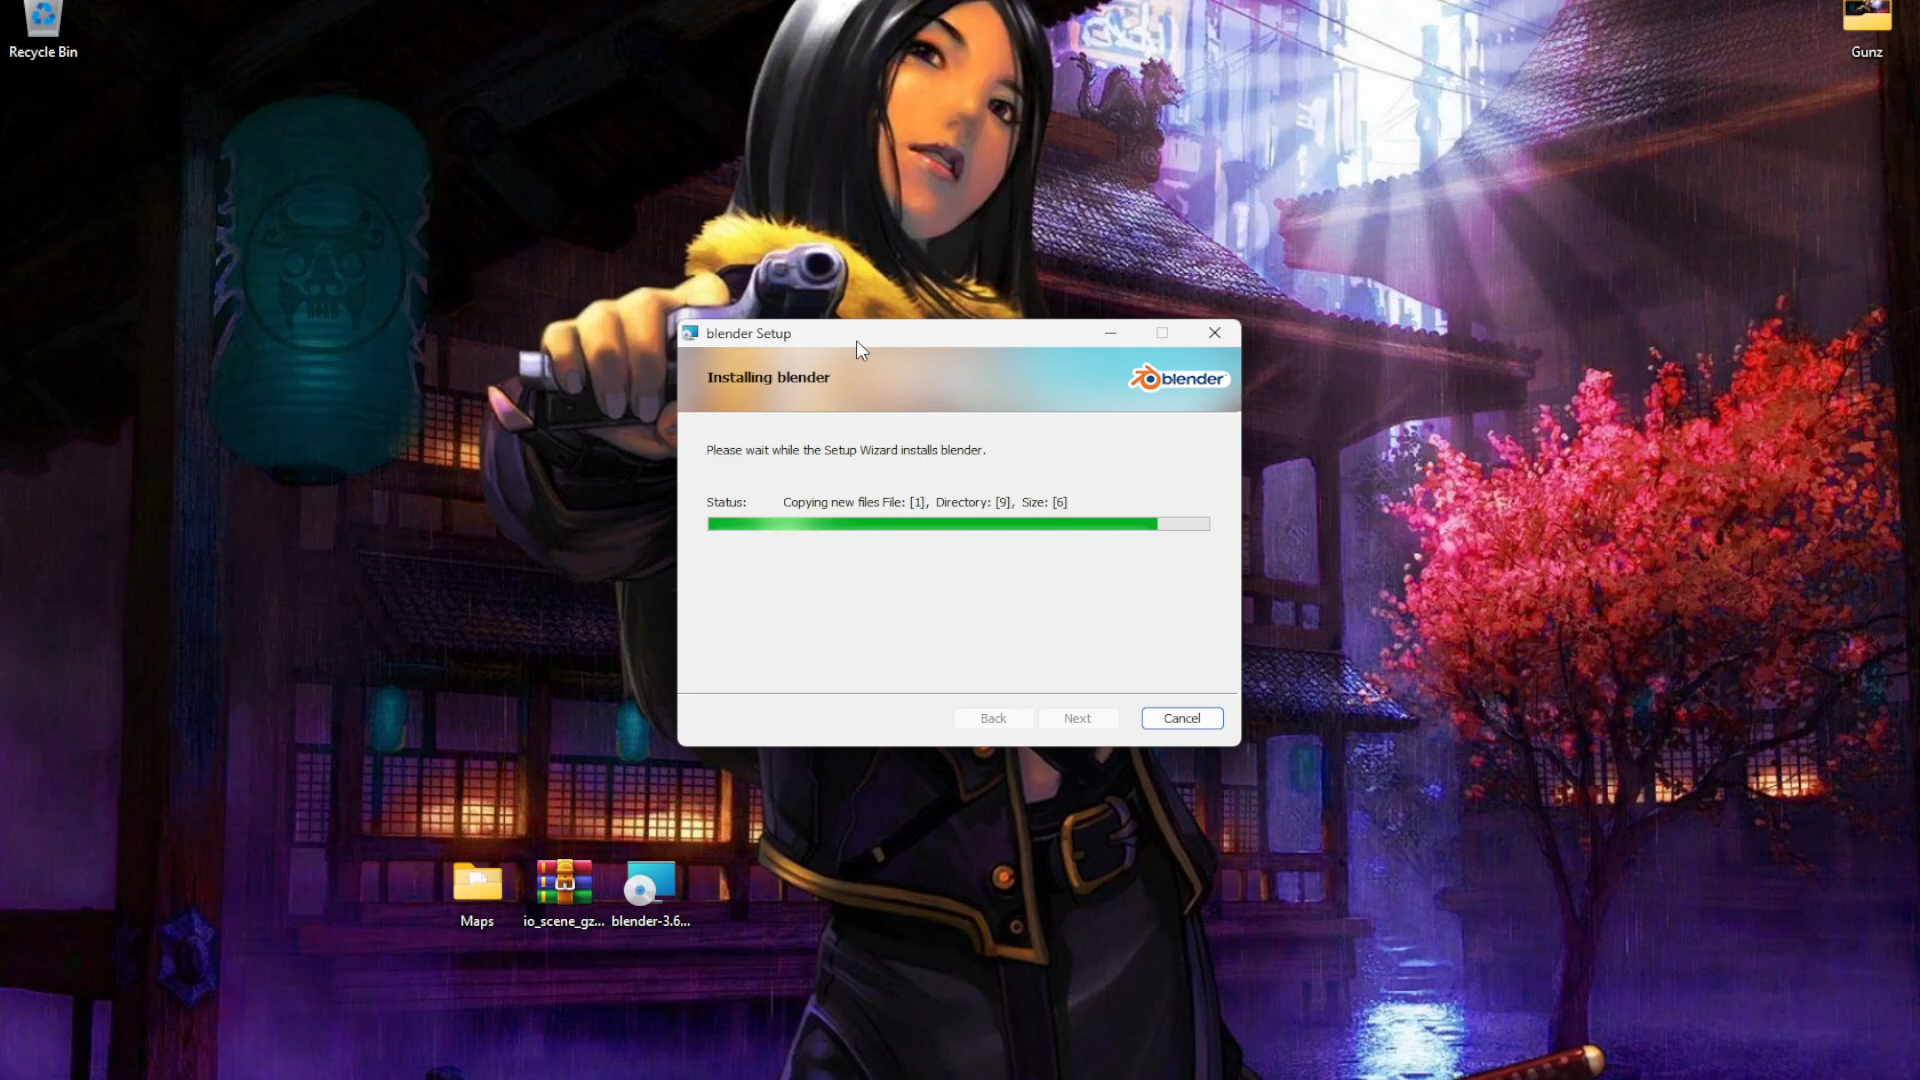 Recycle Bin
Gunz
blender Setup
Installing blender
blender
Please wait while the Setup Wizard installs blender.
Status: Copying new files File: [1], Directory: [9], Size: [6]
Back Next Cancel
Maps io_scene_gz... blender-3.6...